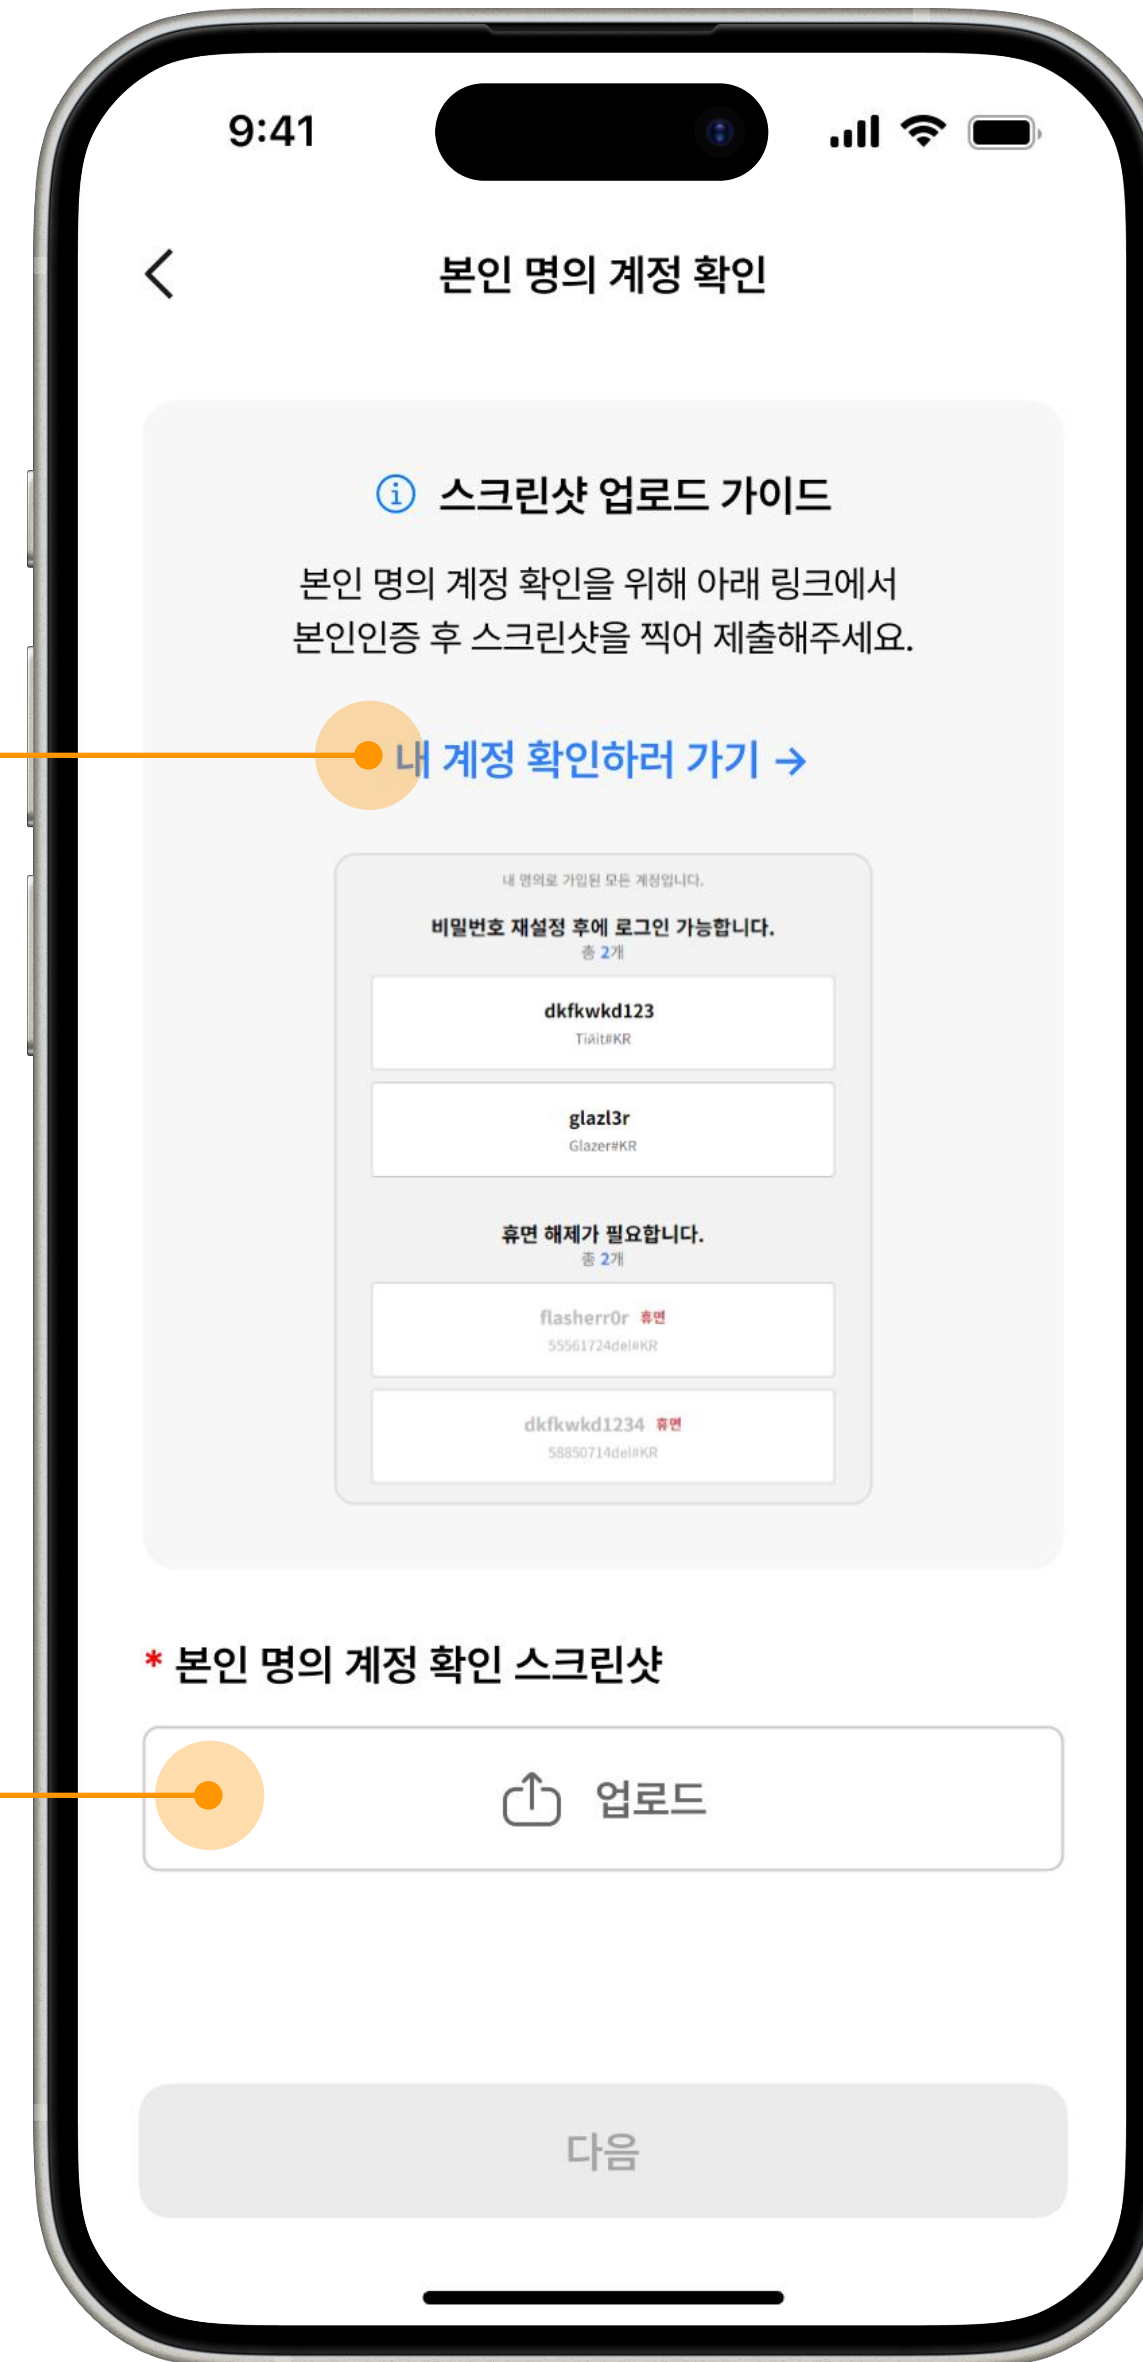 9:41
본인 명의 계정 확인
스크린샷 업로드 가이드
본인 명의 계정 확인을 위해 아래 링크에서
본인인증 후 스크린샷을 찍어 제출해주세요.
내 계정 확인하러 가기 →
내 명의로 가입된 모든 계정입니다.
비밀번호 재설정 후에 로그인 가능합니다.
총 2개
dkfkwkd123
glazl3r
Glazer#KR
휴면 해제가 필요합니다.
총 2개
flasherr0r 휴면
55561724del#KR
dkfkwkd1234 휴면
58850714del#KR
* 본인 명의 계정 확인 스크린샷
업로드
다음